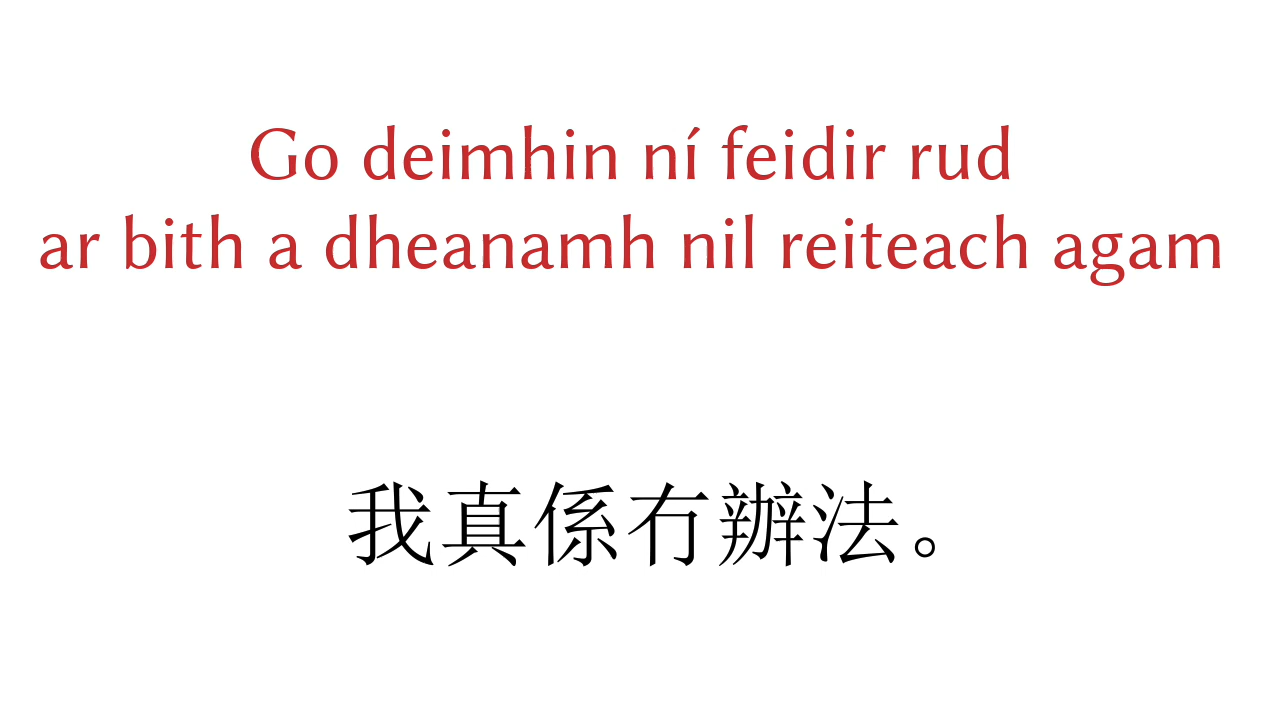 Go deimhin ní feidir rud
ar bith a dheanamh nil reiteach agam
我真係冇辦法。